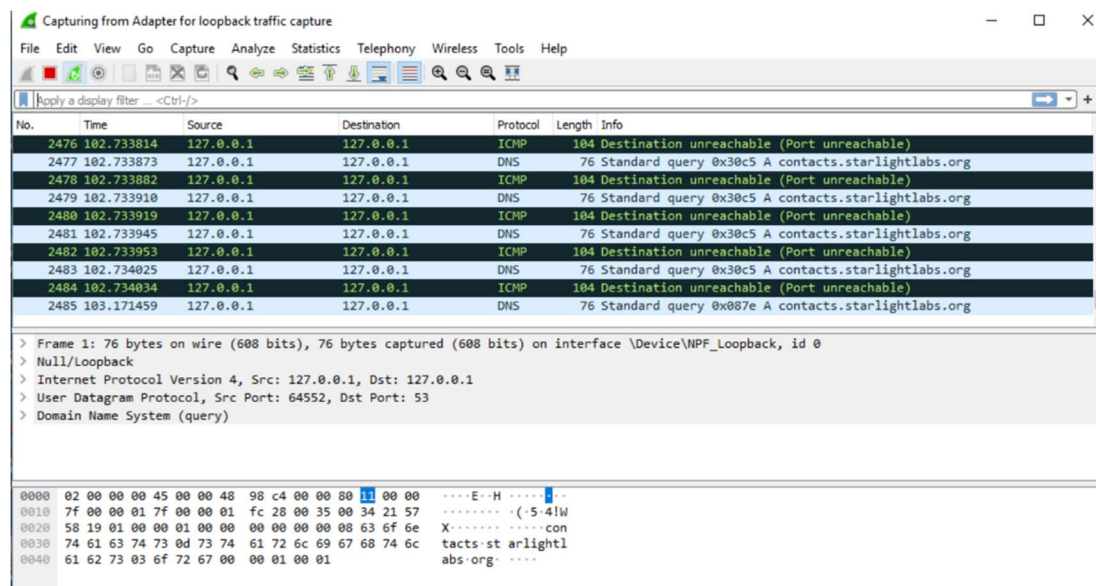 Capturing from Adapter for loopback traffic capture
File Edit View Go Capture Analyze Statistics Telephony Wireless Tools Help
Apply a display filter ... <Ctrl-/>
No. Time Source Destination Protocol Length Info
2476 102.733814 127.0.0.1 127.0.0.1 ICMP 104 Destination unreachable (Port unreachable)
2477 102.733873 127.0.0.1 127.0.0.1 DNS 76 Standard query 0x30c5 A contacts.starlightlabs.org
2478 102.733882 127.0.0.1 127.0.0.1 ICMP 104 Destination unreachable (Port unreachable)
2479 102.733910 127.0.0.1 127.0.0.1 DNS 76 Standard query 0x30c5 A contacts.starlightlabs.org
2480 102.733919 127.0.0.1 127.0.0.1 ICMP 104 Destination unreachable (Port unreachable)
2481 102.733945 127.0.0.1 127.0.0.1 DNS 76 Standard query 0x30c5 A contacts.starlightlabs.org
2482 102.733953 127.0.0.1 127.0.0.1 ICMP 104 Destination unreachable (Port unreachable)
2483 102.734025 127.0.0.1 127.0.0.1 DNS 76 Standard query 0x30c5 A contacts.starlightlabs.org
2484 102.734034 127.0.0.1 127.0.0.1 ICMP 104 Destination unreachable (Port unreachable)
2485 103.171459 127.0.0.1 127.0.0.1 DNS 76 Standard query 0x087e A contacts.starlightlabs.org
> Frame 1: 76 bytes on wire (608 bits), 76 bytes captured (608 bits) on interface \Device\NPF_Loopback, id 0
> Null/Loopback
> Internet Protocol Version 4, Src: 127.0.0.1, Dst: 127.0.0.1
> User Datagram Protocol, Src Port: 64552, Dst Port: 53
> Domain Name System (query)
0000 02 00 00 00 45 00 00 48 98 c4 00 00 80 11 00 00 ····E··H ········
0010 7f 00 00 01 7f 00 00 01 fc 28 00 35 00 34 21 57 ········ ·(·5·4!W
0020 58 19 01 00 00 01 00 00 00 00 00 00 08 63 6f 6e X······· ·····con
0030 74 61 63 74 73 0d 73 74 61 72 6c 69 67 68 74 6c tacts·st arlightl
0040 61 62 73 03 6f 72 67 00 00 01 00 01 abs·org· ····